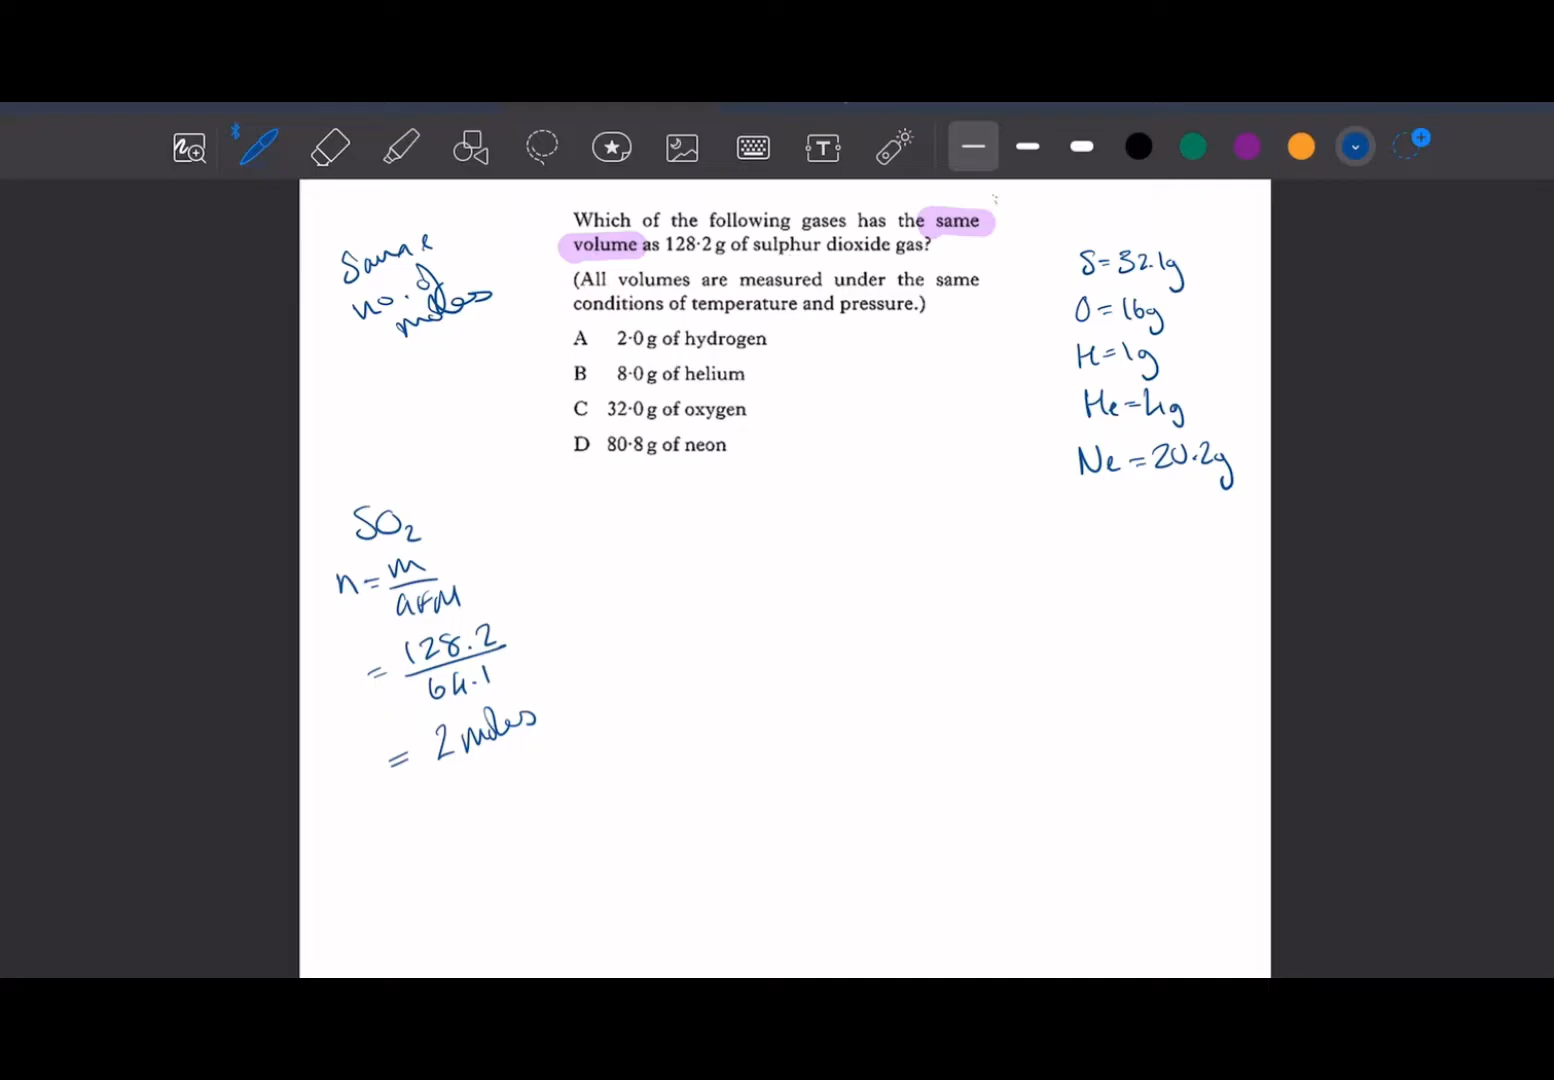 Which of the following gases has the same
volume as 128·2 g of sulphur dioxide gas?
(All volumes are measured under the same
conditions of temperature and pressure.)
A 2·0 g of hydrogen
B 8·0 g of helium
C 32·0 g of oxygen
D 80·8 g of neon
Same
no. of
moles
S = 32.1g
O = 16g
H = 1g
He = 4g
Ne = 20.2g
SO2
n = m
gfm
= 128.2
64.1
= 2 moles